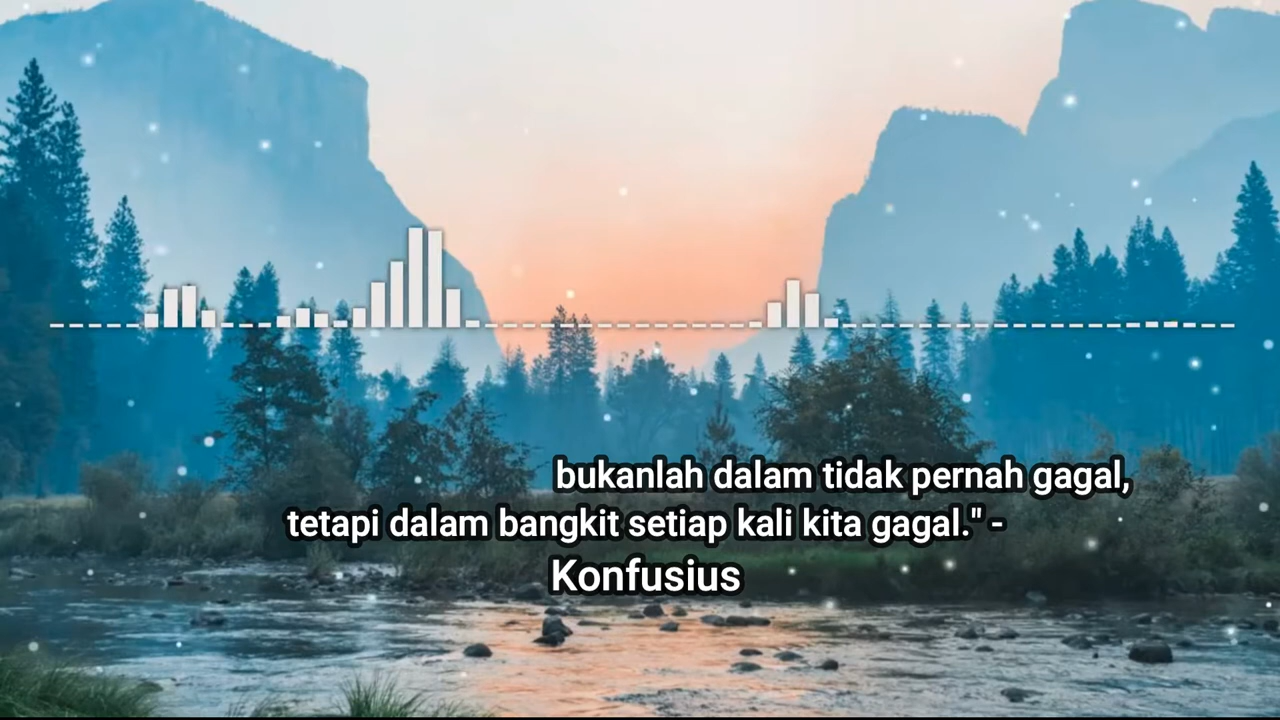 bukanlah dalam tidak pernah gagal,
tetapi dalam bangkit setiap kali kita gagal." -
Konfusius